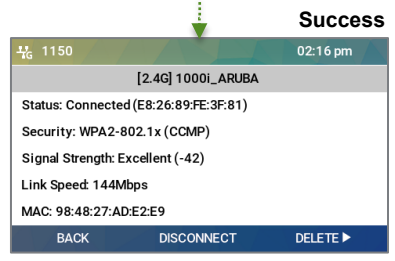 Success
1G 1150 02:16 pm
[2.4G] 1000i_ARUBA
Status: Connected (E8:26:89:FE:3F:81)
Security: WPA2-802.1x (CCMP)
Signal Strength: Excellent (-42)
Link Speed: 144Mbps
MAC: 98:48:27:AD:E2:E9
BACK DISCONNECT DELETE ▶